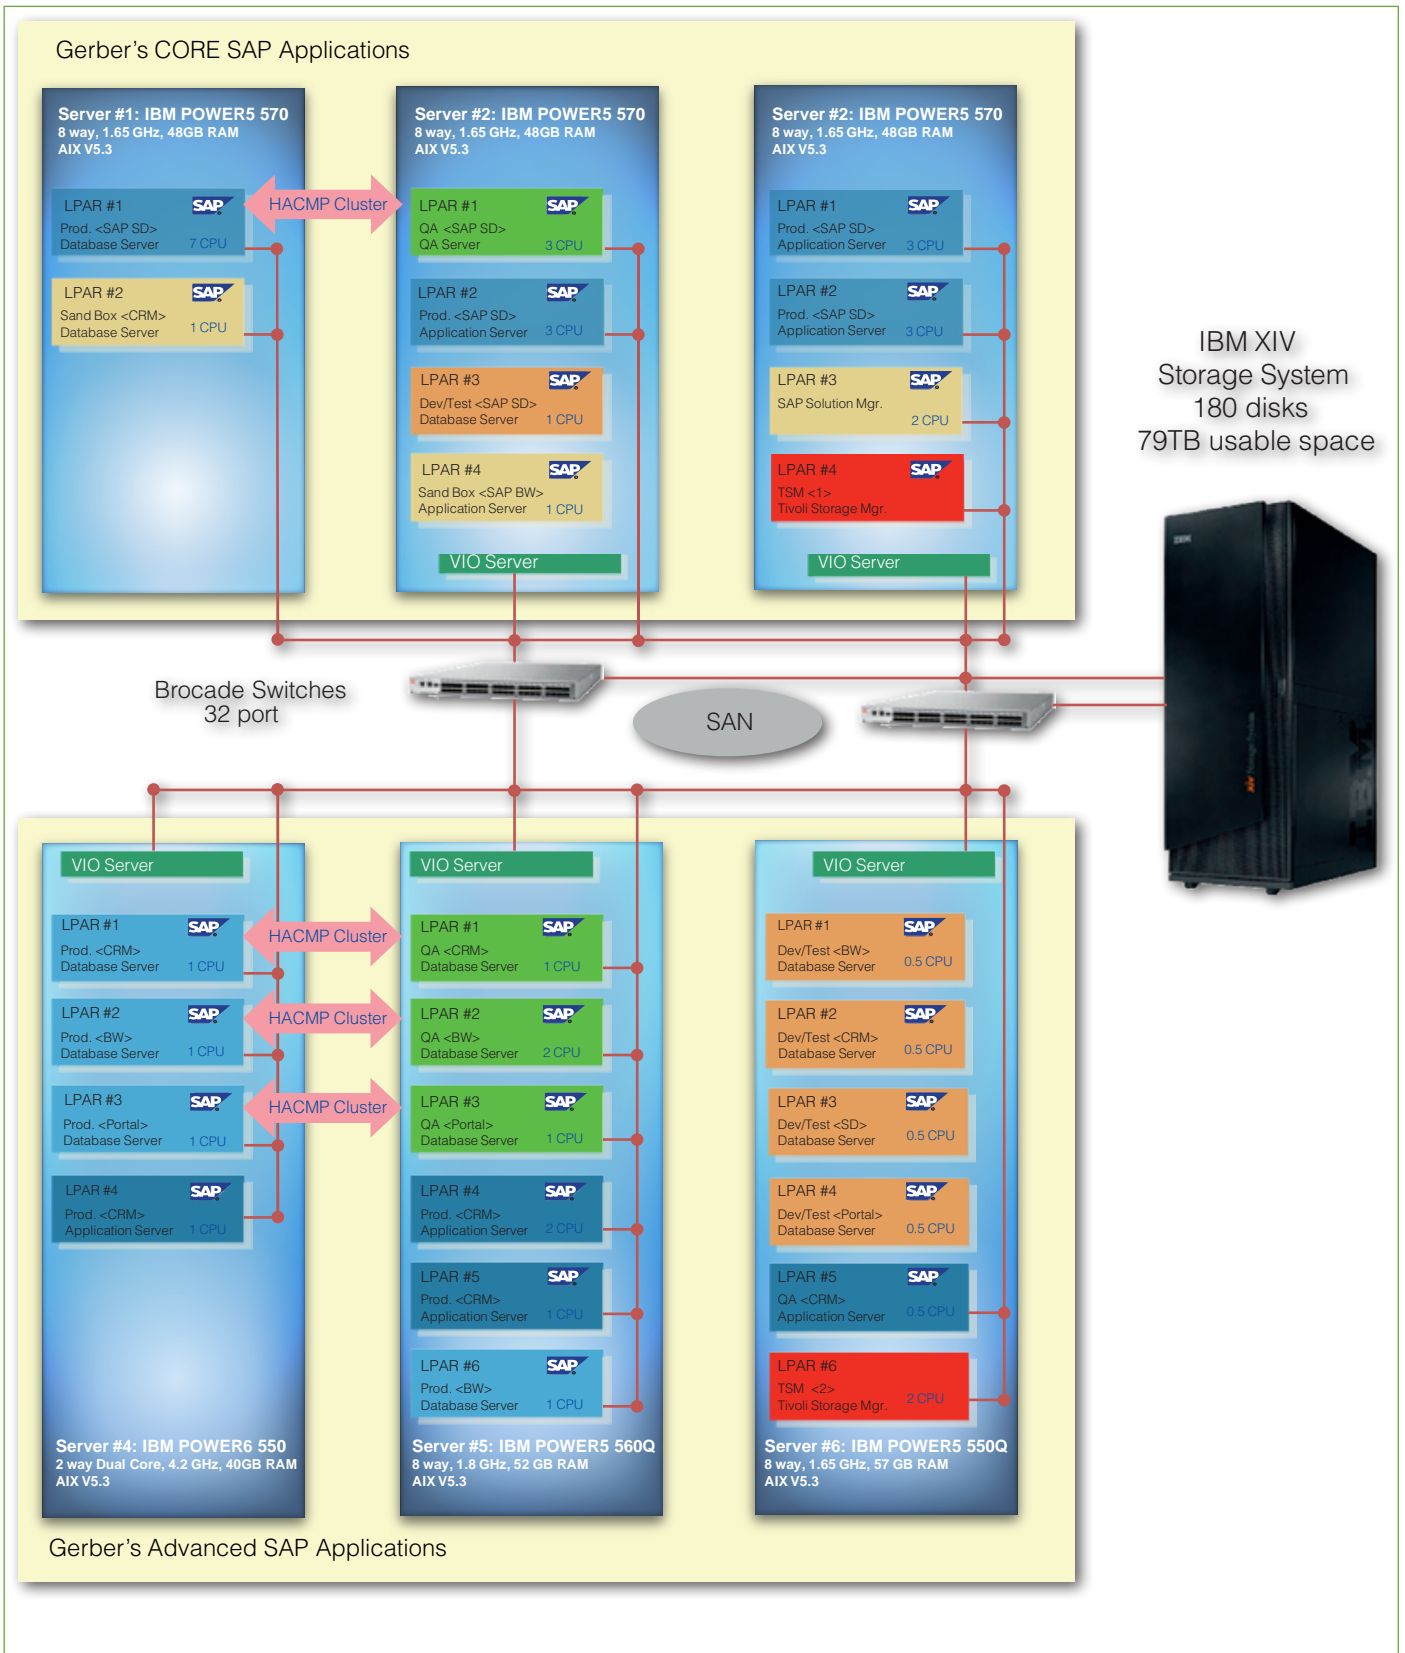 Gerber's CORE SAP Applications
Server #1: IBM POWER5 570
8 way, 1.65 GHz, 48GB RAM
AIX V5.3
LPAR #1
SAP
Prod. <SAP SD>
Database Server 7 CPU
LPAR #2
SAP
Sand Box <CRM>
Database Server 1 CPU
HACMP Cluster
Server #2: IBM POWER5 570
8 way, 1.65 GHz, 48GB RAM
AIX V5.3
LPAR #1
SAP
QA <SAP SD>
QA Server 3 CPU
LPAR #2
SAP
Prod. <SAP SD>
Application Server 3 CPU
LPAR #3
SAP
Dev/Test <SAP SD>
Database Server 1 CPU
LPAR #4
SAP
Sand Box <SAP BW>
Application Server 1 CPU
VIO Server
Server #2: IBM POWER5 570
8 way, 1.65 GHz, 48GB RAM
AIX V5.3
LPAR #1
SAP
Prod. <SAP SD>
Application Server 3 CPU
LPAR #2
SAP
Prod. <SAP SD>
Application Server 3 CPU
LPAR #3
SAP
SAP Solution Mgr.
2 CPU
LPAR #4
SAP
TSM <1>
Tivoli Storage Mgr.
VIO Server
IBM XIV
Storage System
180 disks
79TB usable space
IBM
XIV Storage System
IBM
Brocade Switches
32 port
SAN
VIO Server
LPAR #1
SAP
Prod. <CRM>
Database Server 1 CPU
LPAR #2
SAP
Prod. <BW>
Database Server 1 CPU
LPAR #3
SAP
Prod. <Portal>
Database Server 1 CPU
LPAR #4
SAP
Prod. <CRM>
Application Server 1 CPU
Server #4: IBM POWER6 550
2 way Dual Core, 4.2 GHz, 40GB RAM
AIX V5.3
HACMP Cluster
HACMP Cluster
HACMP Cluster
VIO Server
LPAR #1
SAP
QA <CRM>
Database Server 1 CPU
LPAR #2
SAP
QA <BW>
Database Server 2 CPU
LPAR #3
SAP
QA <Portal>
Database Server 1 CPU
LPAR #4
SAP
Prod. <CRM>
Application Server 2 CPU
LPAR #5
SAP
Prod. <CRM>
Application Server 1 CPU
LPAR #6
SAP
Prod. <BW>
Database Server 1 CPU
Server #5: IBM POWER5 560Q
8 way, 1.8 GHz, 52 GB RAM
AIX V5.3
VIO Server
LPAR #1
SAP
Dev/Test <BW>
Database Server 0.5 CPU
LPAR #2
SAP
Dev/Test <CRM>
Database Server 0.5 CPU
LPAR #3
SAP
Dev/Test <SD>
Database Server 0.5 CPU
LPAR #4
SAP
Dev/Test <Portal>
Database Server 0.5 CPU
LPAR #5
SAP
QA <CRM>
Application Server 0.5 CPU
LPAR #6
SAP
TSM <2>
Tivoli Storage Mgr. 2 CPU
Server #6: IBM POWER5 550Q
8 way, 1.65 GHz, 57 GB RAM
AIX V5.3
Gerber's Advanced SAP Applications